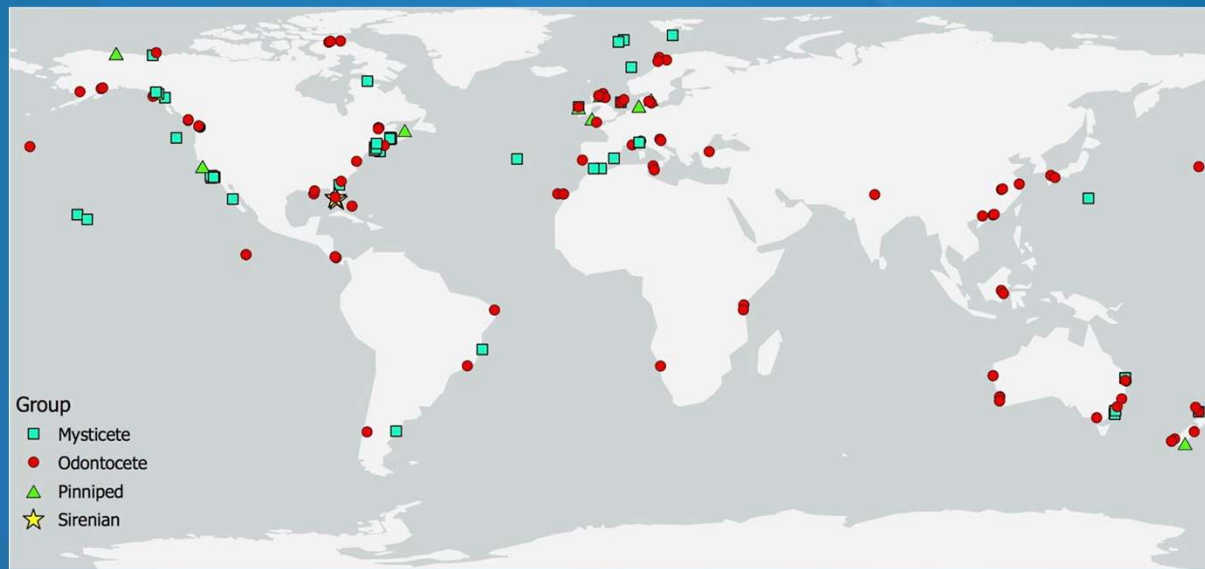 Group
Mysticete
Odontocete
Pinniped
Sirenian